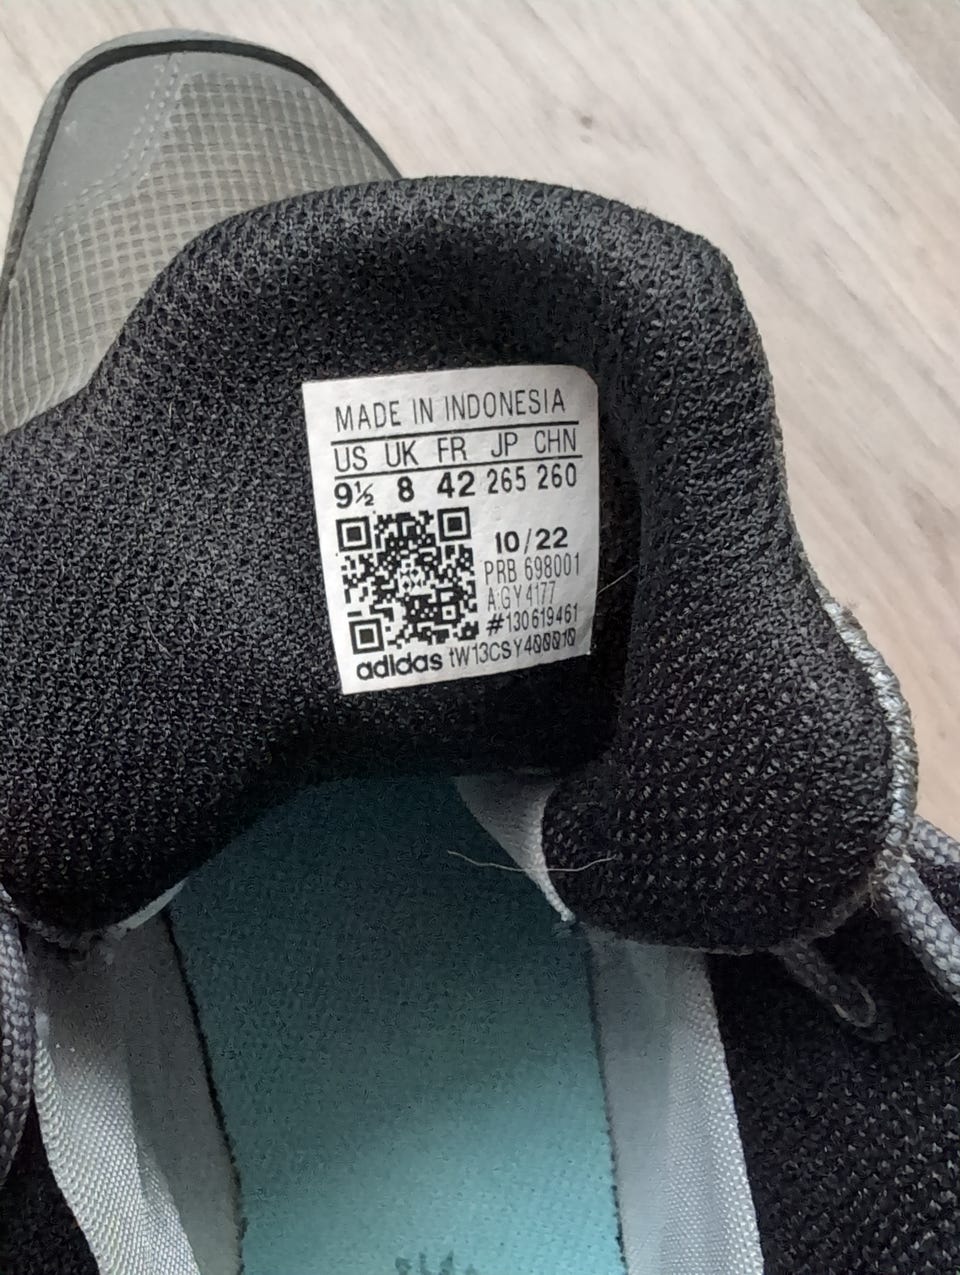 MADE IN INDONESIA
US UK FR JP CHN
9½ 8 42 265 260
10/22
PRB 698001
A:GY4177
#130619461
adidas tW13CSY400010